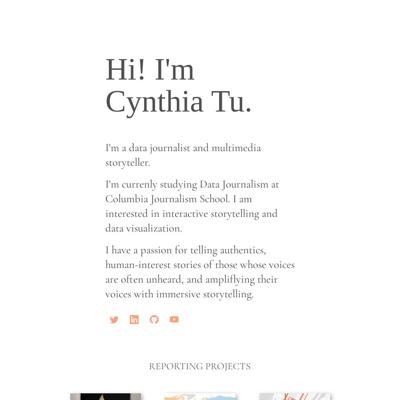 Hi! I'm
Cynthia Tu.
I'm a data journalist and multimedia
storyteller.
I'm currenly studying Data Journalism at
Columbia Journalism School. I am
interested in interactive storytelling and
data visualization.
I have a passion for telling authentics,
human-interest stories of those whose voices
are often unheard, and ampliflying their
voices with immersive storytelling.
REPORTING PROJECTS